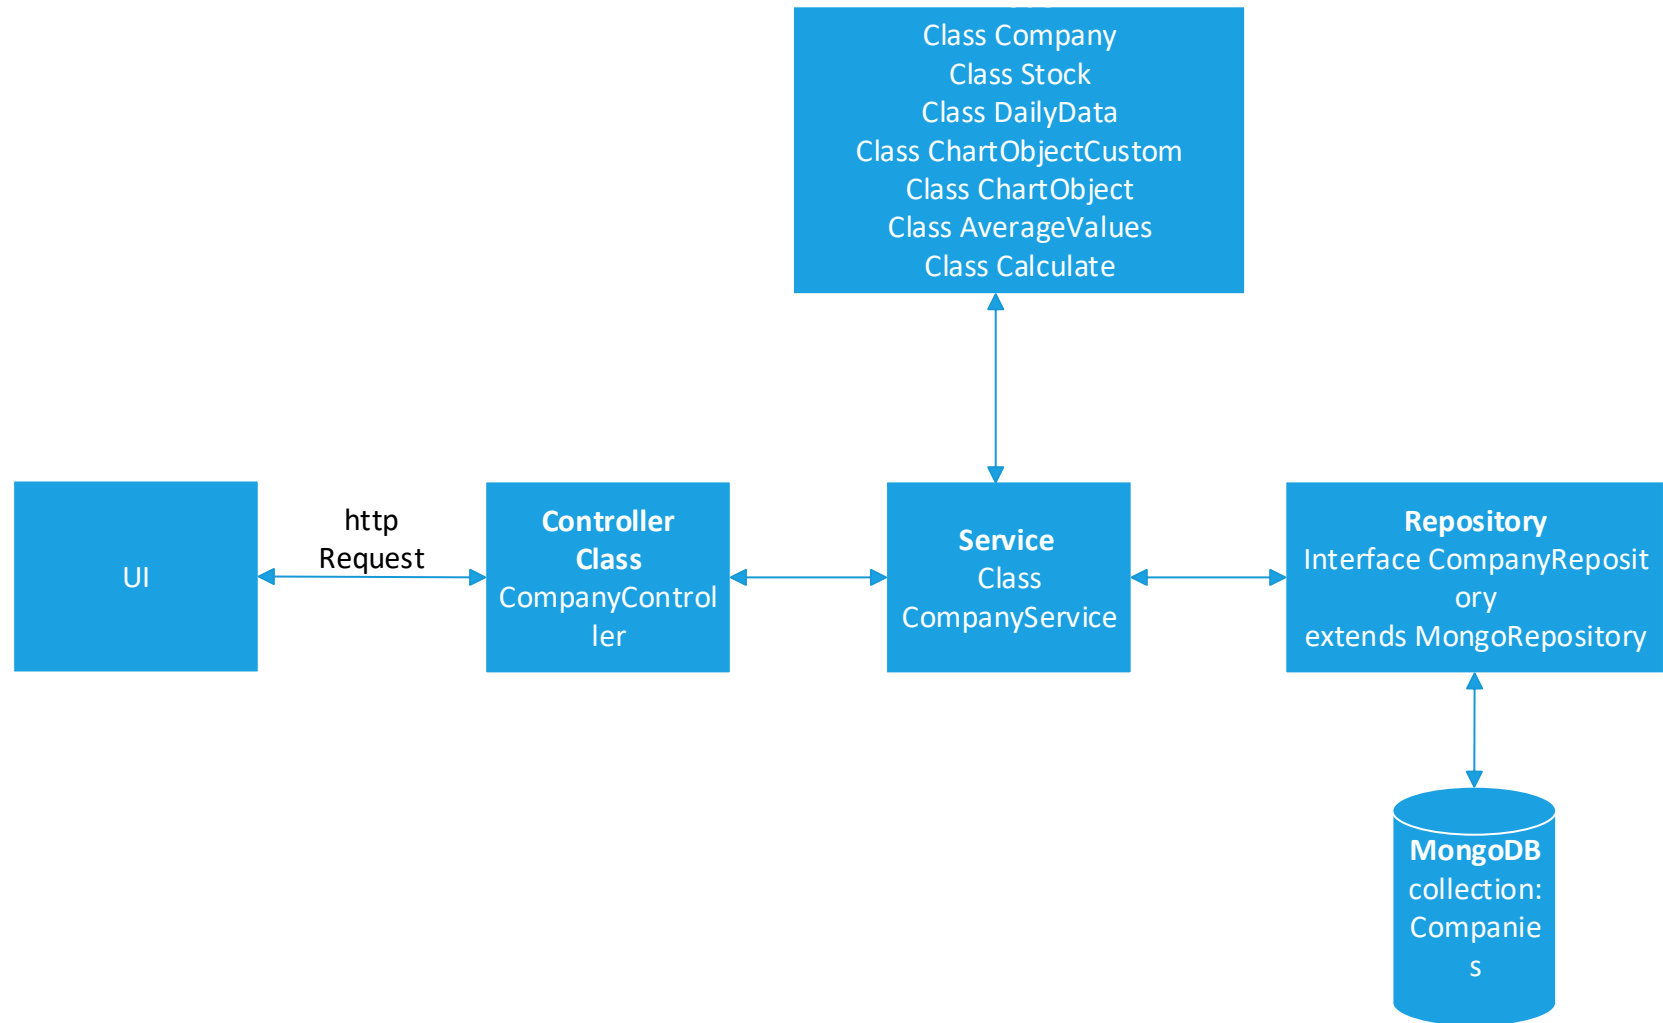 Class Company
Class Stock
Class DailyData
Class ChartObjectCustom
Class ChartObject
Class AverageValues
Class Calculate
UI
http
Request
Controller
Class
CompanyControl
ler
Service
Class
CompanyService
Repository
Interface CompanyReposit
ory
extends MongoRepository
MongoDB
collection:
Companie
s